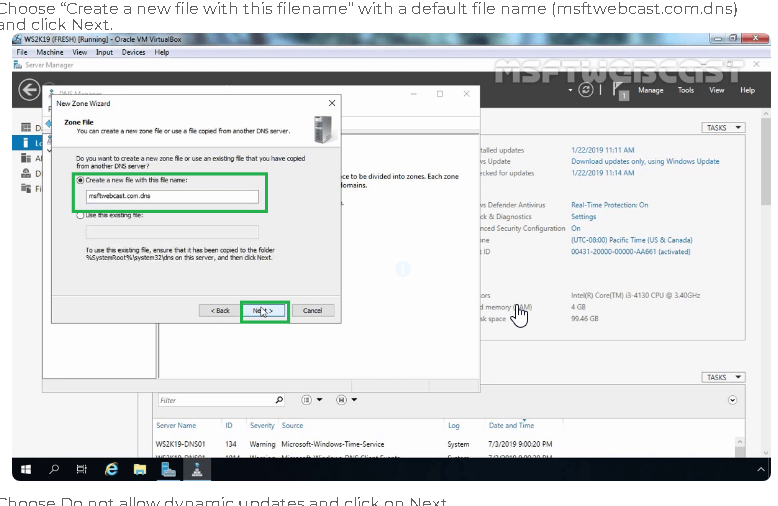 Choose “Create a new file with this filename” with a default file name (msftwebcast.com.dns)
and click Next.
WS2K19 (FRESH) [Running] - Oracle VM VirtualBox
File Machine View Input Devices Help
Server Manager
MSFTWEBCAST
Manage Tools View Help
DNS Manager
New Zone Wizard
Zone File
You can create a new zone file or use a file copied from another DNS server.
Do you want to create a new zone file or use an existing file that you have copied
from another DNS server?
Create a new file with this file name:
msftwebcast.com.dns
Use this existing file:
To use this existing file, ensure that it has been copied to the folder
%SystemRoot%\system32\dns on this server, and then click Next.
< Back Next > Cancel
ce to be divided into zones. Each zone
domains.
TASKS
talled updates 1/22/2019 11:11 AM
ws Update Download updates only, using Windows Update
ecked for updates 1/22/2019 11:14 AM
ws Defender Antivirus Real-Time Protection: On
ck & Diagnostics Settings
nced Security Configuration On
one (UTC-08:00) Pacific Time (US & Canada)
t ID 00431-20000-00000-AA661 (activated)
ors Intel(R) Core(TM) i3-4130 CPU @ 3.40GHz
d memory (RAM) 4 GB
sk space 99.46 GB
TASKS
Filter
Server Name ID Severity Source Log Date and Time
WS2K19-DNS01 134 Warning Microsoft-Windows-Time-Service System 7/3/2019 9:00:20 PM
WS2K19-DNS01 1014 Warning Microsoft-Windows-DNS Client Events System 7/3/2019 9:00:20 PM
Choose Do not allow dynamic updates and click on Next.